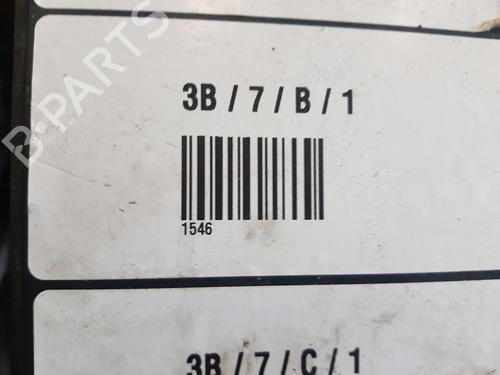 B-PARTS
3B / 7 / B / 1
1546
3B / 7 / C / 1